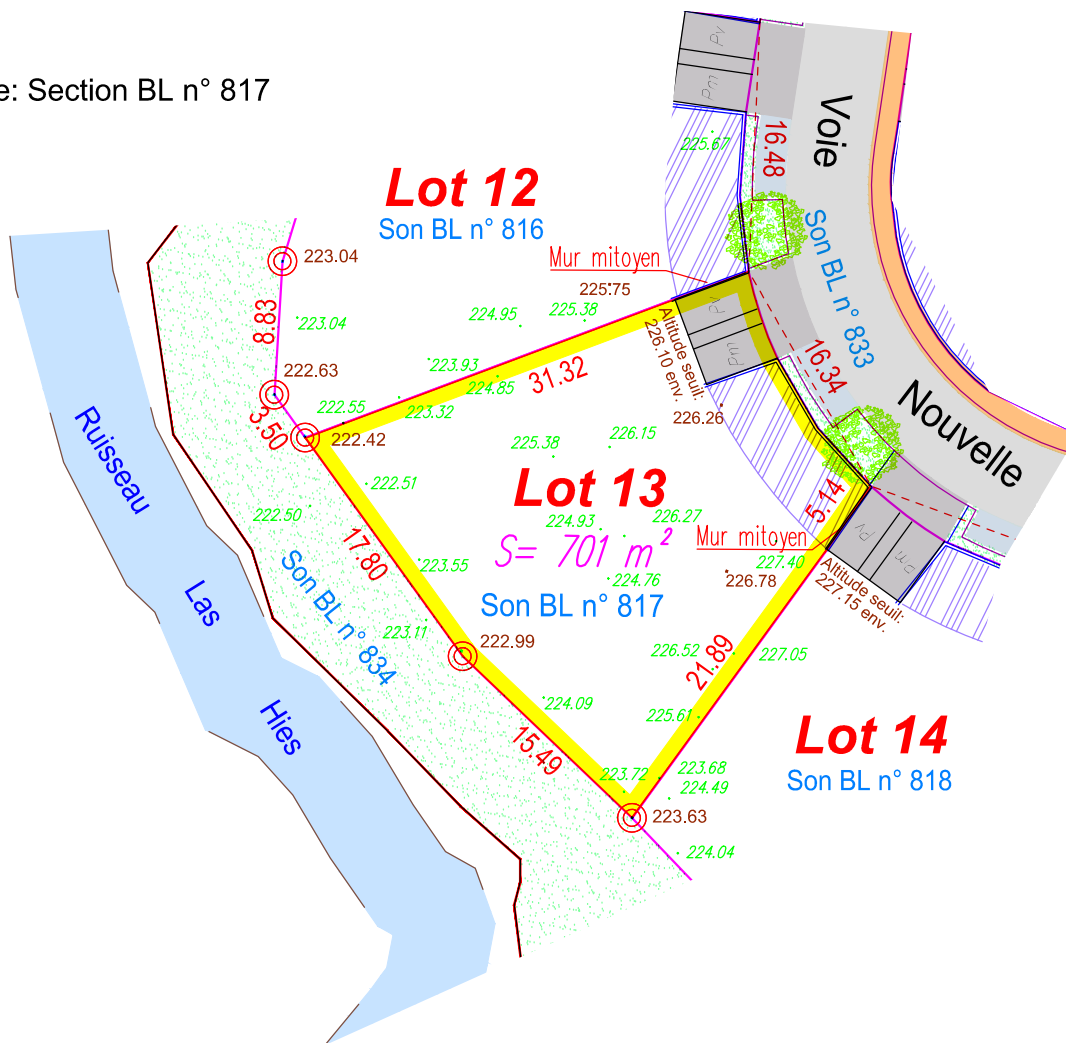 e: Section BL n° 817
Lot 12
Son BL n° 816
Mur mitoyen
225.75
225.67
pv
pm
16.48
Voie
Son BL n° 833
16.34
Nouvelle
223.04
8.83
223.04
222.63
3.50
222.42
222.55
224.95
225.38
223.93
224.85
223.32
31.32
pv
pm
Altitude seuil:
226.10 env.
226.26
225.38
226.15
222.51
222.50
Lot 13
S= 701 m²
Son BL n° 817
224.93
226.27
224.76
Mur mitoyen
5.14
227.40
226.78
pv
pm
Altitude seuil:
227.15 env.
17.80
223.55
223.11
222.99
Son BL n° 834
226.52
227.05
21.89
225.61
224.09
15.49
223.72
223.68
224.49
223.63
224.04
Lot 14
Son BL n° 818
Ruisseau
Las
Hies